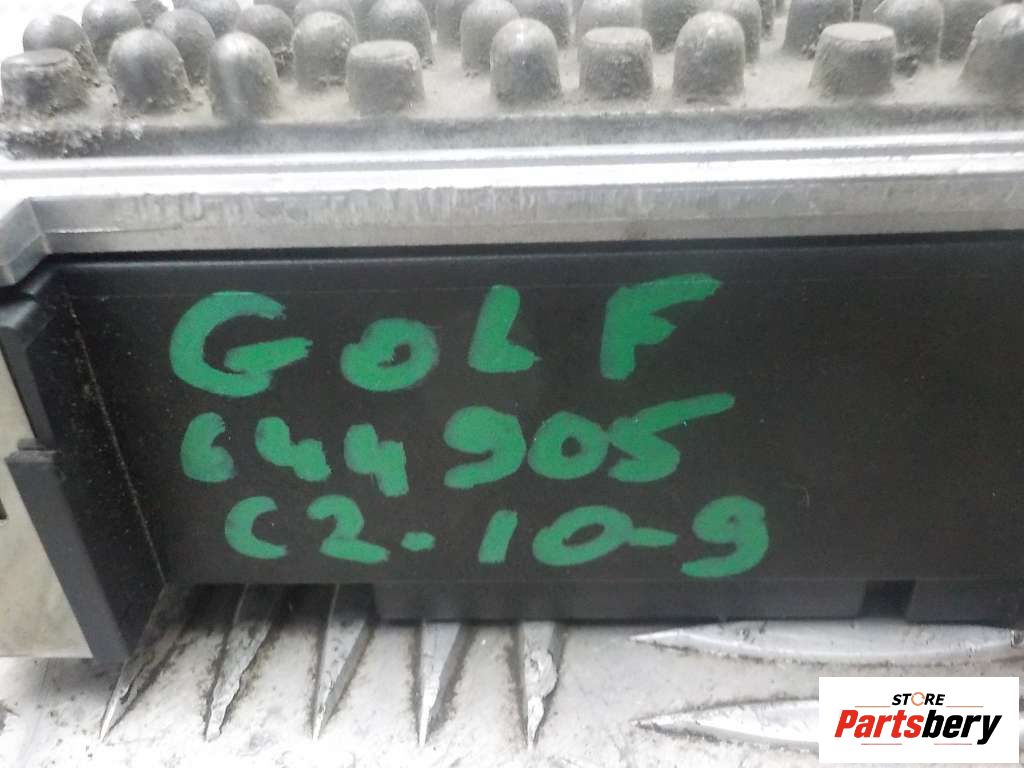 GOLF
644905
C2-10-9
STORE
Partsbery